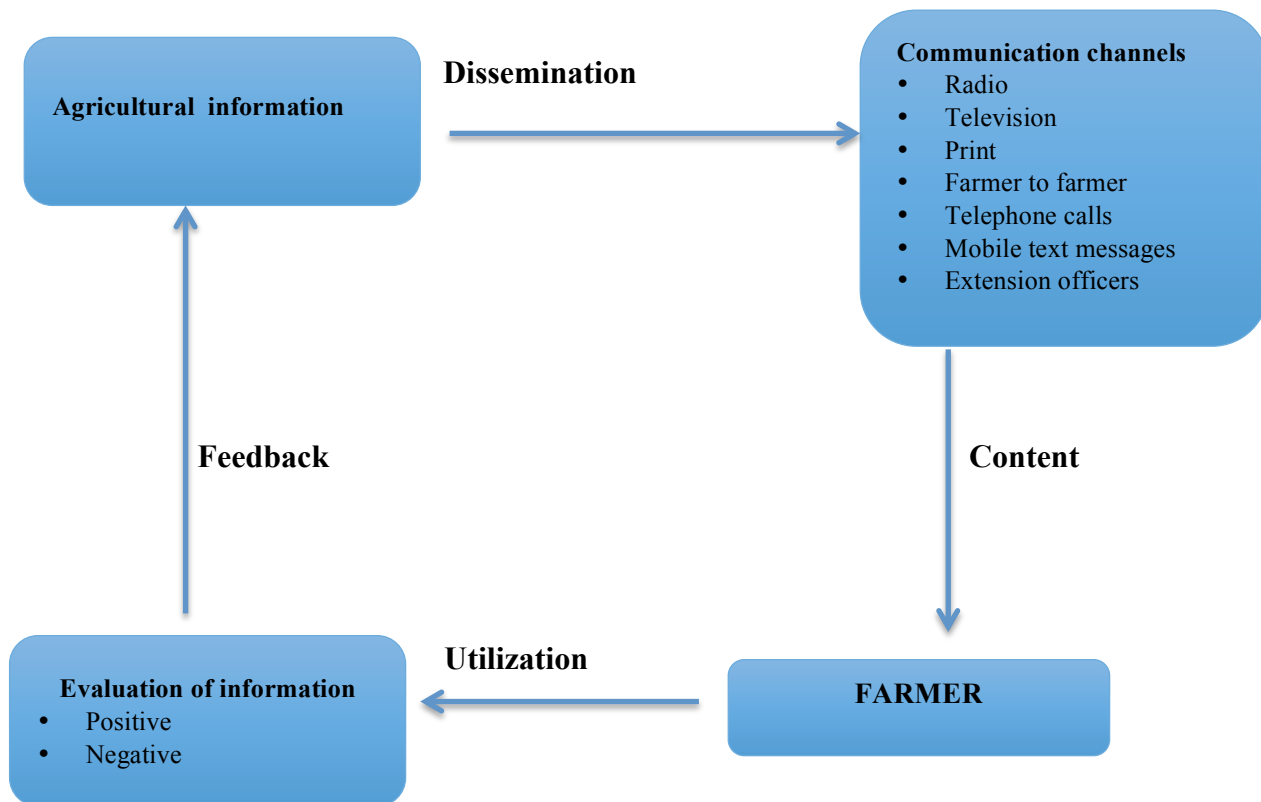 Agricultural information
Dissemination
Communication channels
• Radio
• Television
• Print
• Farmer to farmer
• Telephone calls
• Mobile text messages
• Extension officers
Feedback
Content
Utilization
Evaluation of information
• Positive
• Negative
FARMER